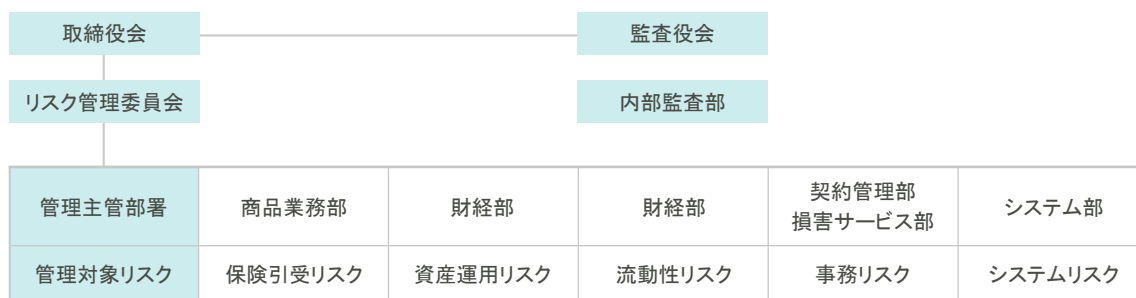 取締役会
監査役会
リスク管理委員会
内部監査部
管理主管部署
商品業務部
財経部
財経部
契約管理部
損害サービス部
システム部
管理対象リスク
保険引受リスク
資産運用リスク
流動性リスク
事務リスク
システムリスク